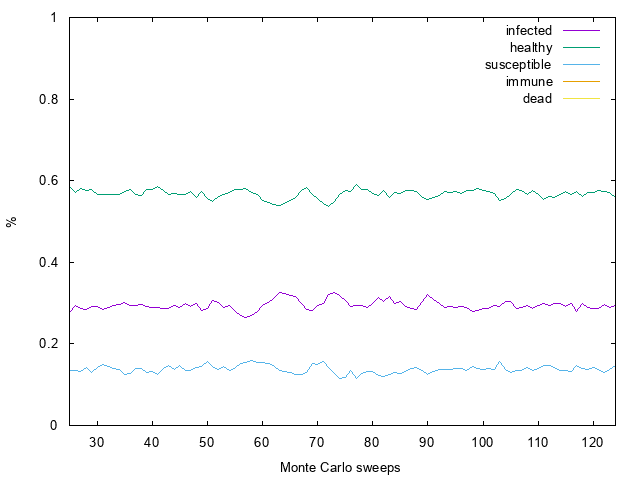 1
infected
healthy
susceptible
immune
dead
0.8
0.6
%
0.4
0.2
0
30 40 50 60 70 80 90 100 110 120
Monte Carlo sweeps